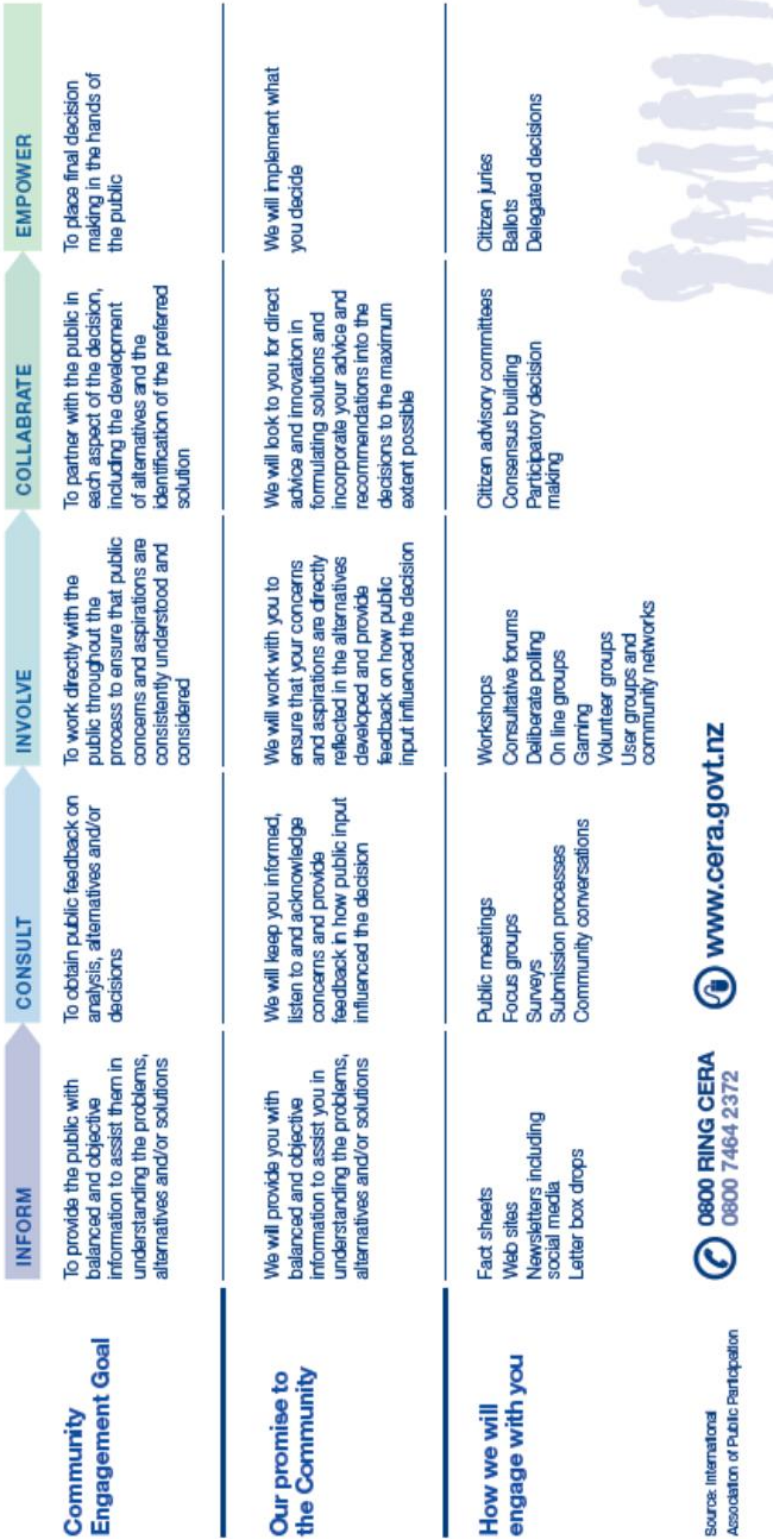 INFORM
CONSULT
INVOLVE
COLLABRATE
EMPOWER
Community
Engagement Goal
To provide the public with
balanced and objective
information to assist them in
understanding the problems,
alternatives and/or solutions
To obtain public feedback on
analysis, alternatives and/or
decisions
To work directly with the
public throughout the
process to ensure that public
concerns and aspirations are
consistently understood and
considered
To partner with the public in
each aspect of the decision,
including the development
of alternatives and the
identification of the preferred
solution
To place final decision
making in the hands of
the public
Our promise to
the Community
We will provide you with
balanced and objective
information to assist you in
understanding the problems,
alternatives and/or solutions
We will keep you informed,
listen to and acknowledge
concerns and provide
feedback in how public input
influenced the decision
We will work with you to
ensure that your concerns
and aspirations are directly
reflected in the alternatives
developed and provide
feedback on how public
input influenced the decision
We will look to you for direct
advice and innovation in
formulating solutions and
incorporate your advice and
recommendations into the
decisions to the maximum
extent possible
We will implement what
you decide
How we will
engage with you
Fact sheets
Web sites
Newsletters including
social media
Letter box drops
Public meetings
Focus groups
Surveys
Submission processes
Community conversations
Workshops
Consultative forums
Deliberate polling
On line groups
Gaming
Volunteer groups
User groups and
community networks
Citizen advisory committees
Consensus building
Participatory decision
making
Citizen juries
Ballots
Delegated decisions
Source: International
Association of Public Participation
0800 RING CERA
0800 7464 2372
www.cera.govt.nz